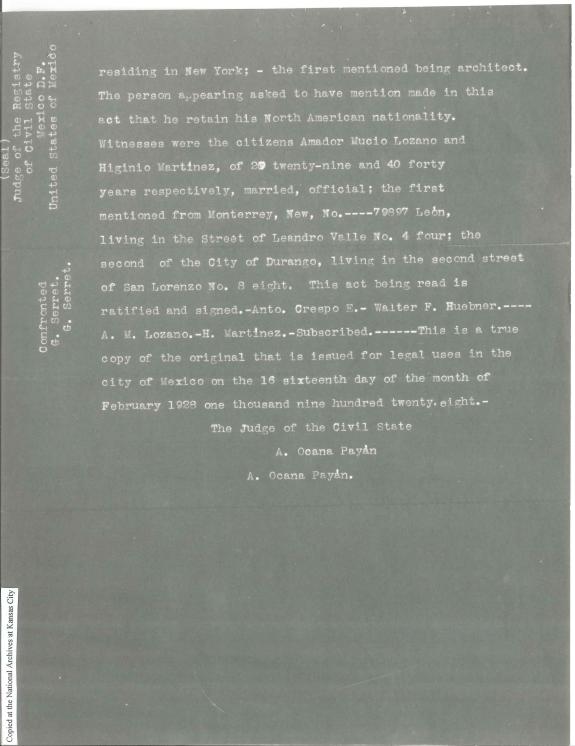 (Seal)
Judge of the Registry
of Civil State
Mexico D.F.
United States of Mexico
Confronted
G. Serret.
G. Serret.
residing in New York; - the first mentioned being architect.
The person appearing asked to have mention made in this
act that he retain his North American nationality.
Witnesses were the citizens Amador Mucio Lozano and
Higinio Martinez, of 29 twenty-nine and 40 forty
years respectively, married, official; the first
mentioned from Monterrey, New, No.----79897 León,
living in the Street of Leandro Valle No. 4 four; the
second of the City of Durango, living in the second street
of San Lorenzo No. 8 eight. This act being read is
ratified and signed.-Anto. Crespo E.- Walter F. Huebner.----
A. M. Lozano.-H. Martinez.-Subscribed.------This is a true
copy of the original that is issued for legal uses in the
city of Mexico on the 16 sixteenth day of the month of
February 1928 one thousand nine hundred twenty.eight.-
The Judge of the Civil State
A. Ocana Payán
A. Ocana Payán.
Copied at the National Archives at Kansas City